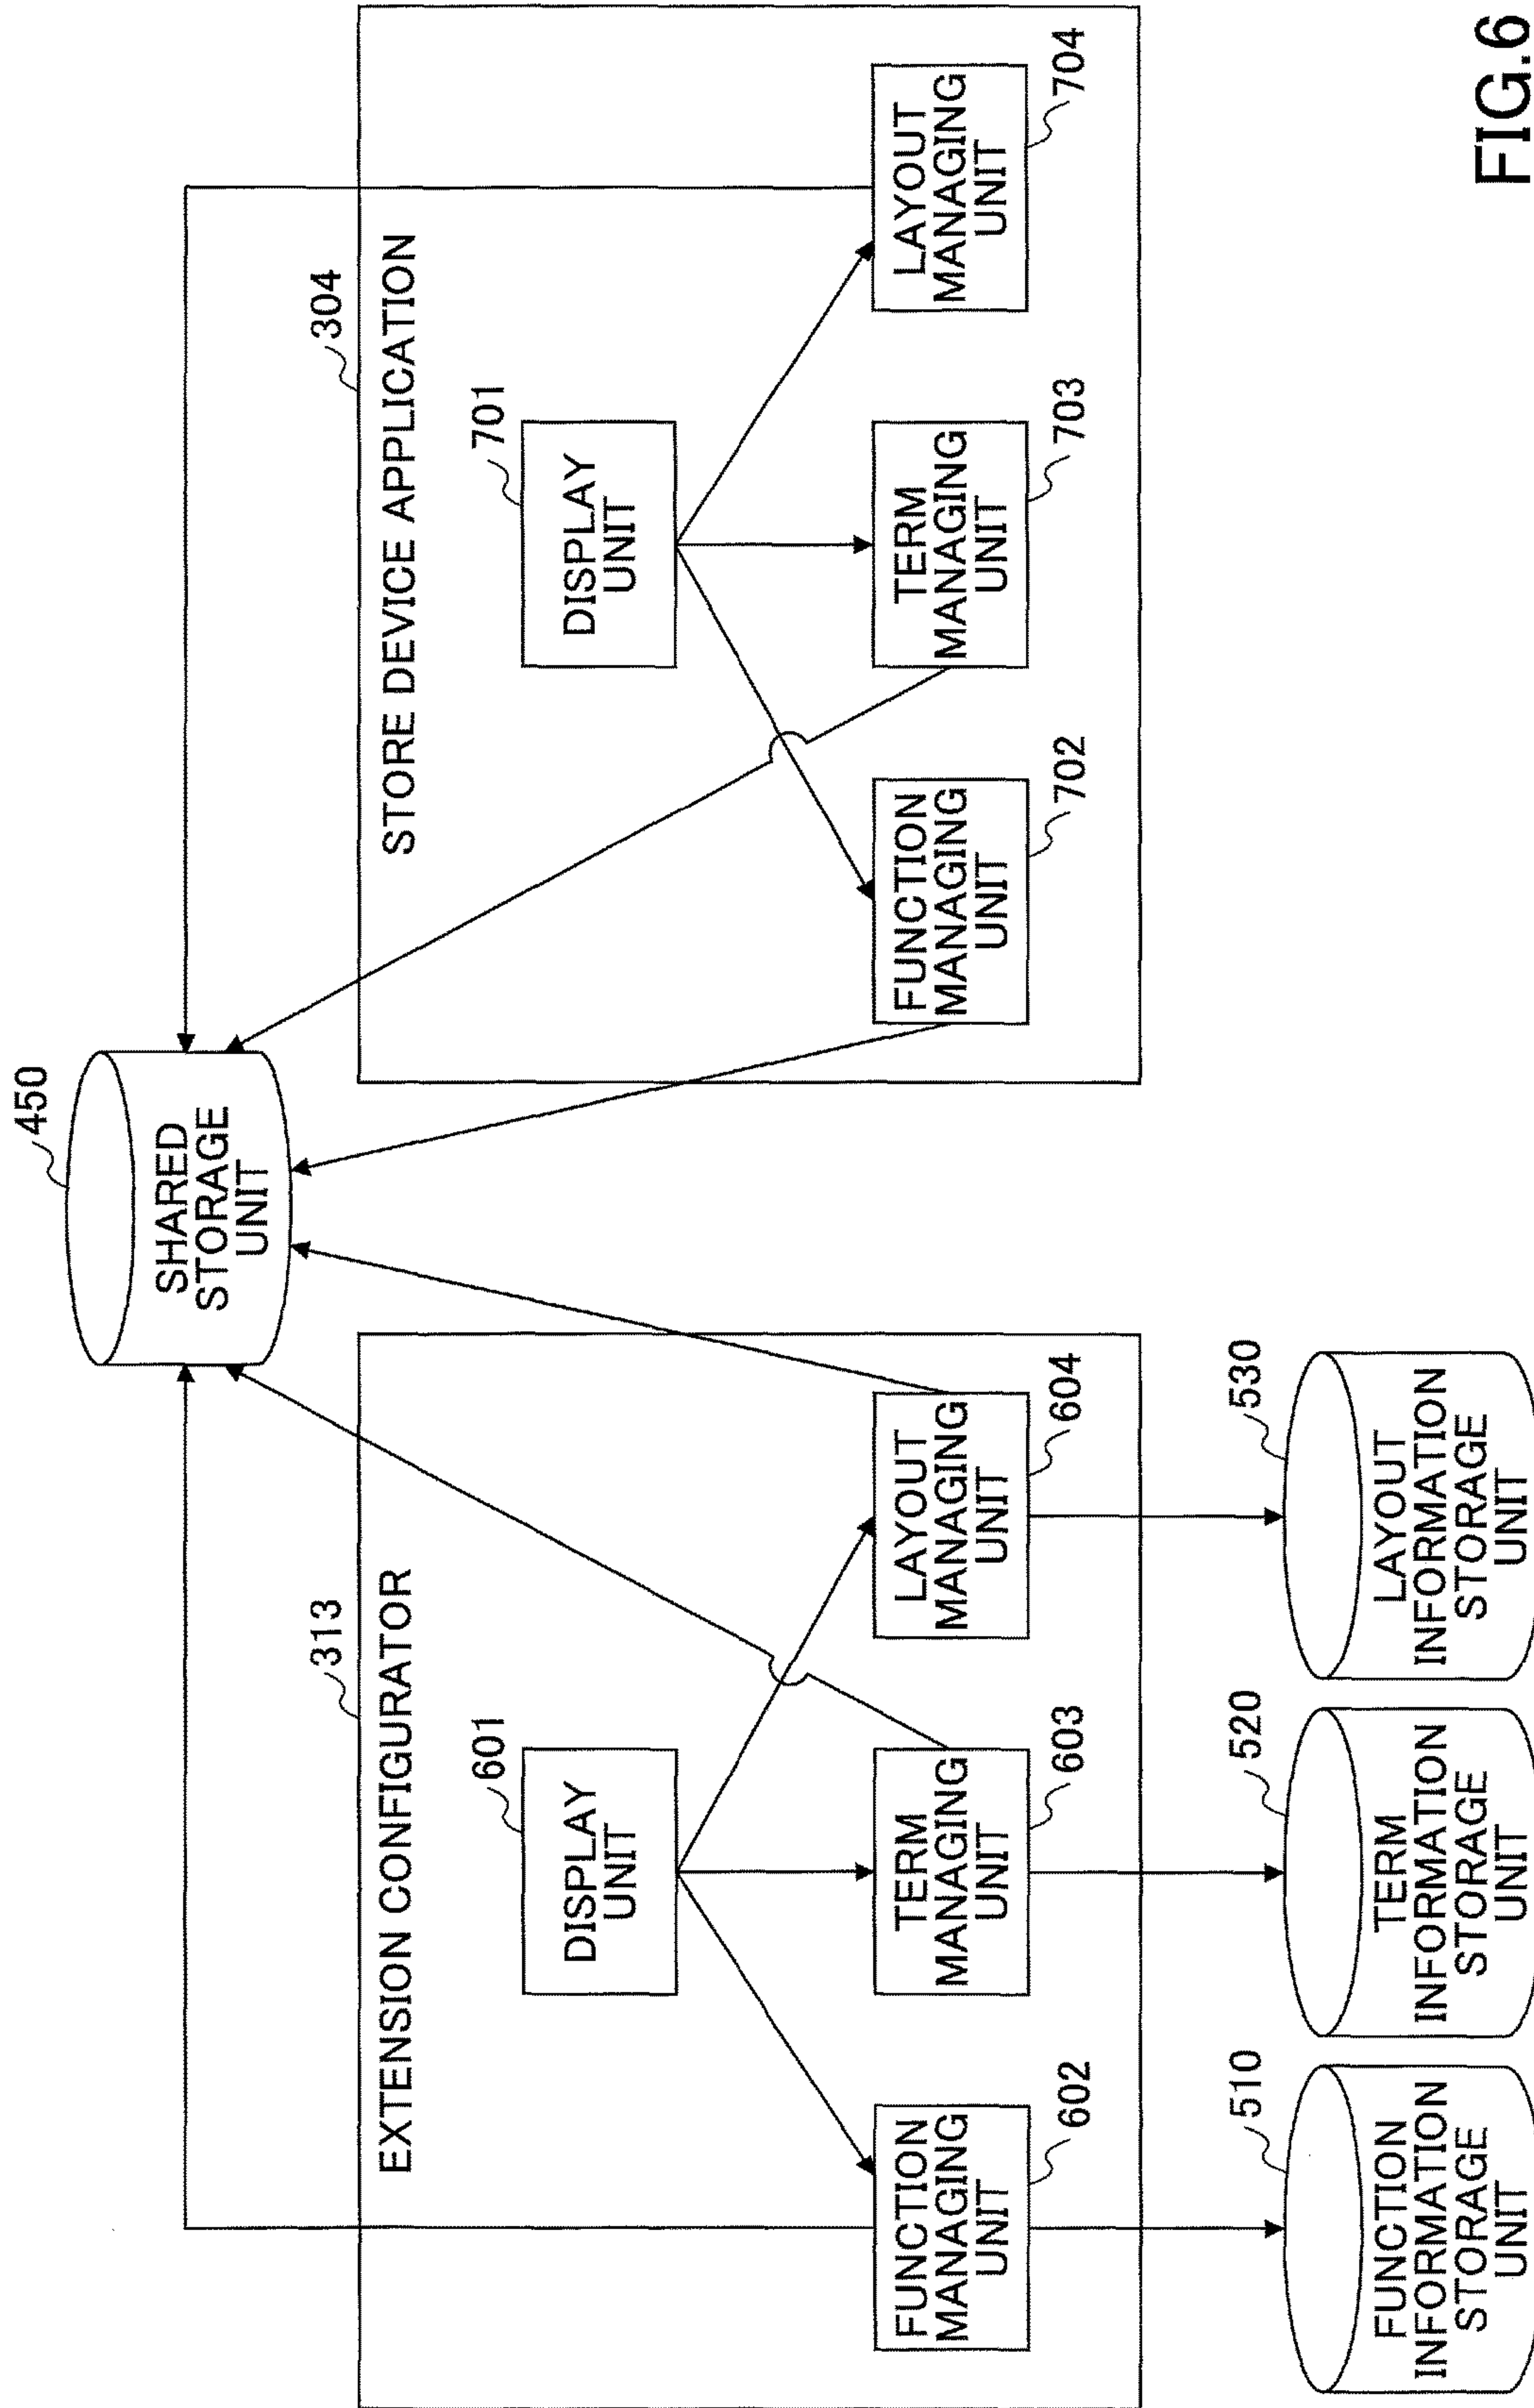 450
SHARED
STORAGE
UNIT
313
EXTENSION CONFIGURATOR
601
DISPLAY
UNIT
FUNCTION
MANAGING
UNIT
602
TERM
MANAGING
UNIT
603
LAYOUT
MANAGING
UNIT
604
510
FUNCTION
INFORMATION
STORAGE
UNIT
520
TERM
INFORMATION
STORAGE
UNIT
530
LAYOUT
INFORMATION
STORAGE
UNIT
304
STORE DEVICE APPLICATION
701
DISPLAY
UNIT
FUNCTION
MANAGING
UNIT
702
TERM
MANAGING
UNIT
703
LAYOUT
MANAGING
UNIT
704
FIG.6